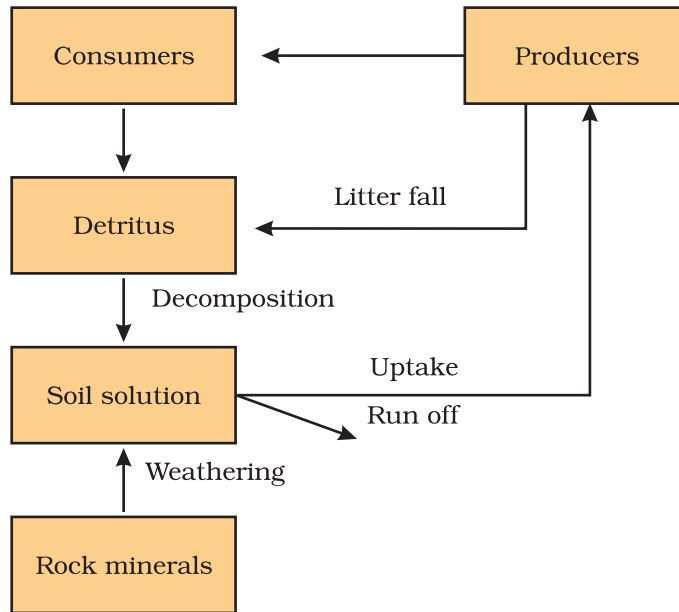 Consumers
Producers
Litter fall
Detritus
Decomposition
Uptake
Soil solution
Run off
Weathering
Rock minerals